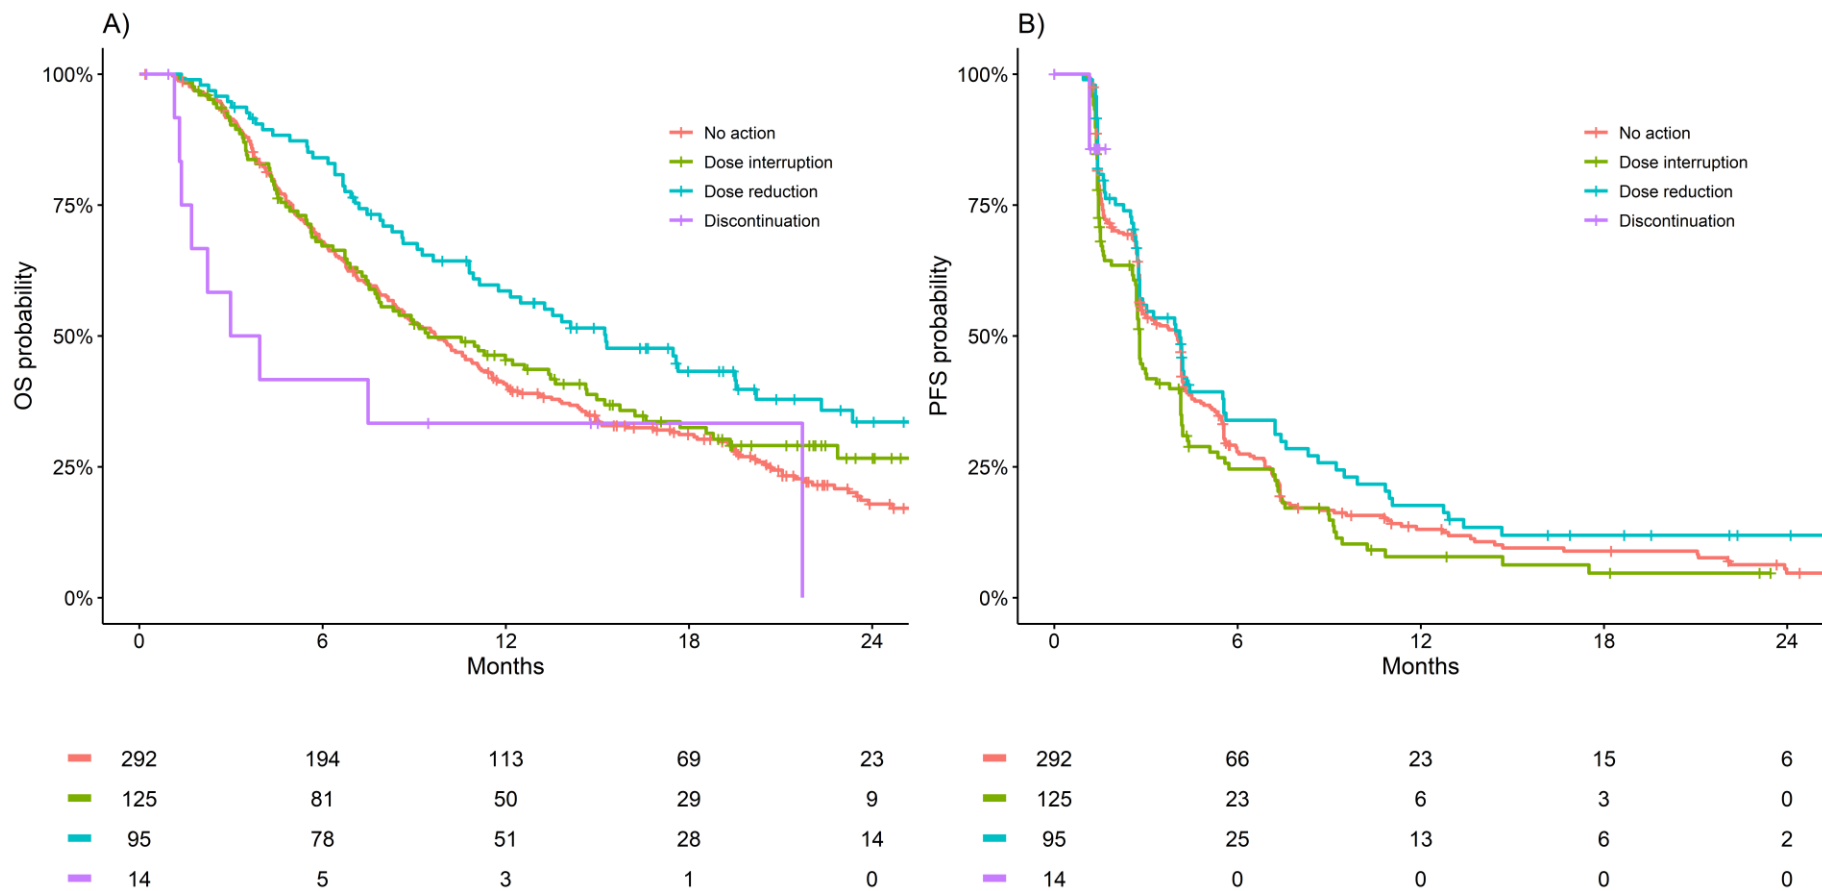 A)
OS probability
100%
75%
50%
25%
0%
No action
Dose interruption
Dose reduction
Discontinuation
0 6 12 18 24
Months
292 194 113 69 23
125 81 50 29 9
95 78 51 28 14
14 5 3 1 0
B)
PFS probability
100%
75%
50%
25%
0%
No action
Dose interruption
Dose reduction
Discontinuation
0 6 12 18 24
Months
292 66 23 15 6
125 23 6 3 0
95 25 13 6 2
14 0 0 0 0